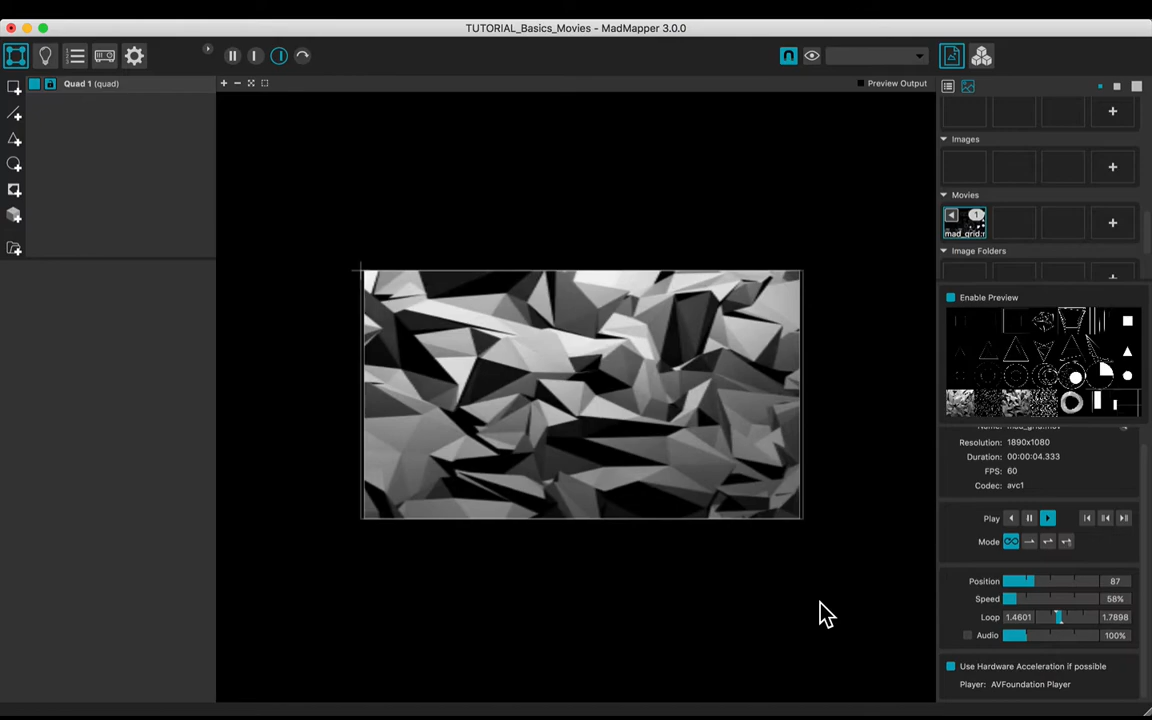 TUTORIAL_Basics_Movies - MadMapper 3.0.0
Quad 1 (quad)
Preview Output
Images
Movies
1
mad_grid.r
Image Folders
Enable Preview
Resolution: 1890x1080
Duration: 00:00:04.333
FPS: 60
Codec: avc1
Play
Mode
Position 87
Speed 58%
Loop 1.4601 1.7898
Audio 100%
Use Hardware Acceleration if possible
Player: AVFoundation Player